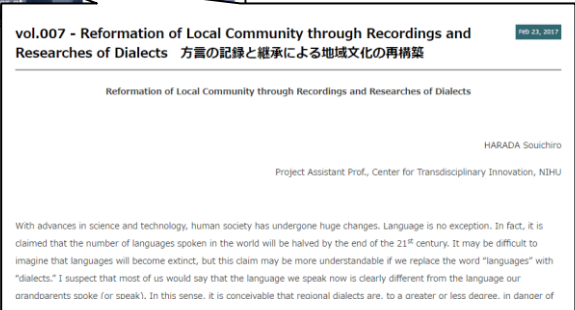 vol.007 - Reformation of Local Community through Recordings and
Feb 23, 2017
Researches of Dialects 方言の記録と継承による地域文化の再構築
Reformation of Local Community through Recordings and Researches of Dialects
HARADA Souichiro
Project Assistant Prof., Center for Transdisciplinary Innovation, NIHU
With advances in science and technology, human society has undergone huge changes. Language is no exception. In fact, it is
claimed that the number of languages spoken in the world will be halved by the end of the 21st century. It may be difficult to
imagine that languages will become extinct, but this claim may be more understandable if we replace the word “languages” with
“dialects.” I suspect that most of us would say that the language we speak now is clearly different from the language our
grandparents spoke (or speak). In this sense, it is conceivable that regional dialects are, to a greater or less degree, in danger of